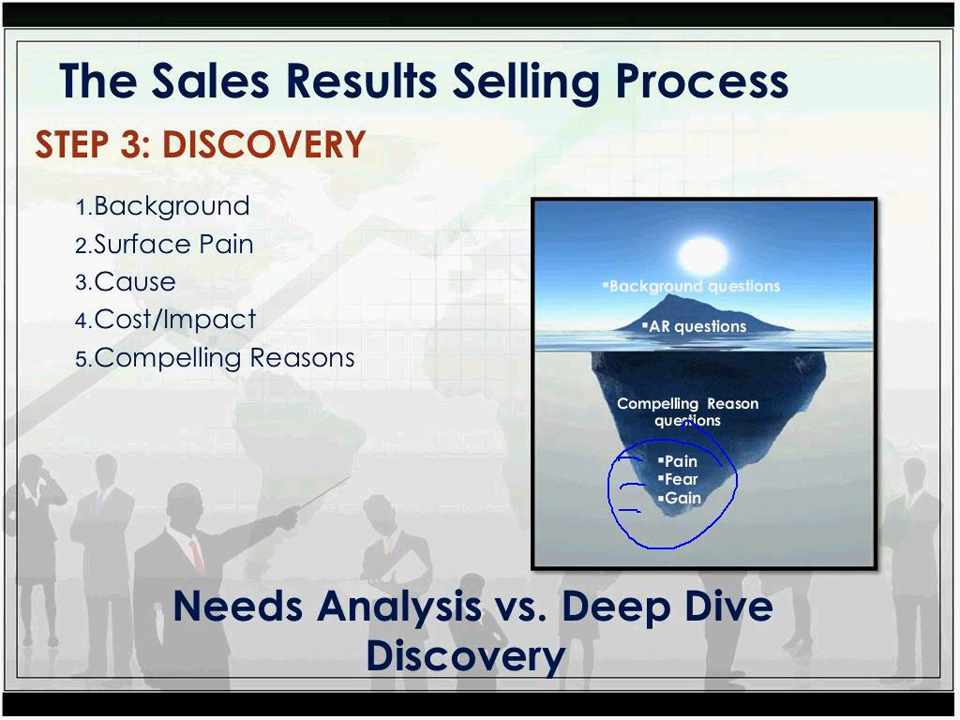 The Sales Results Selling Process
STEP 3: DISCOVERY
1.Background
2.Surface Pain
3.Cause
4.Cost/Impact
5.Compelling Reasons
▪Background questions
▪AR questions
Compelling Reason
questions
▪Pain
▪Fear
▪Gain
Needs Analysis vs. Deep Dive
Discovery